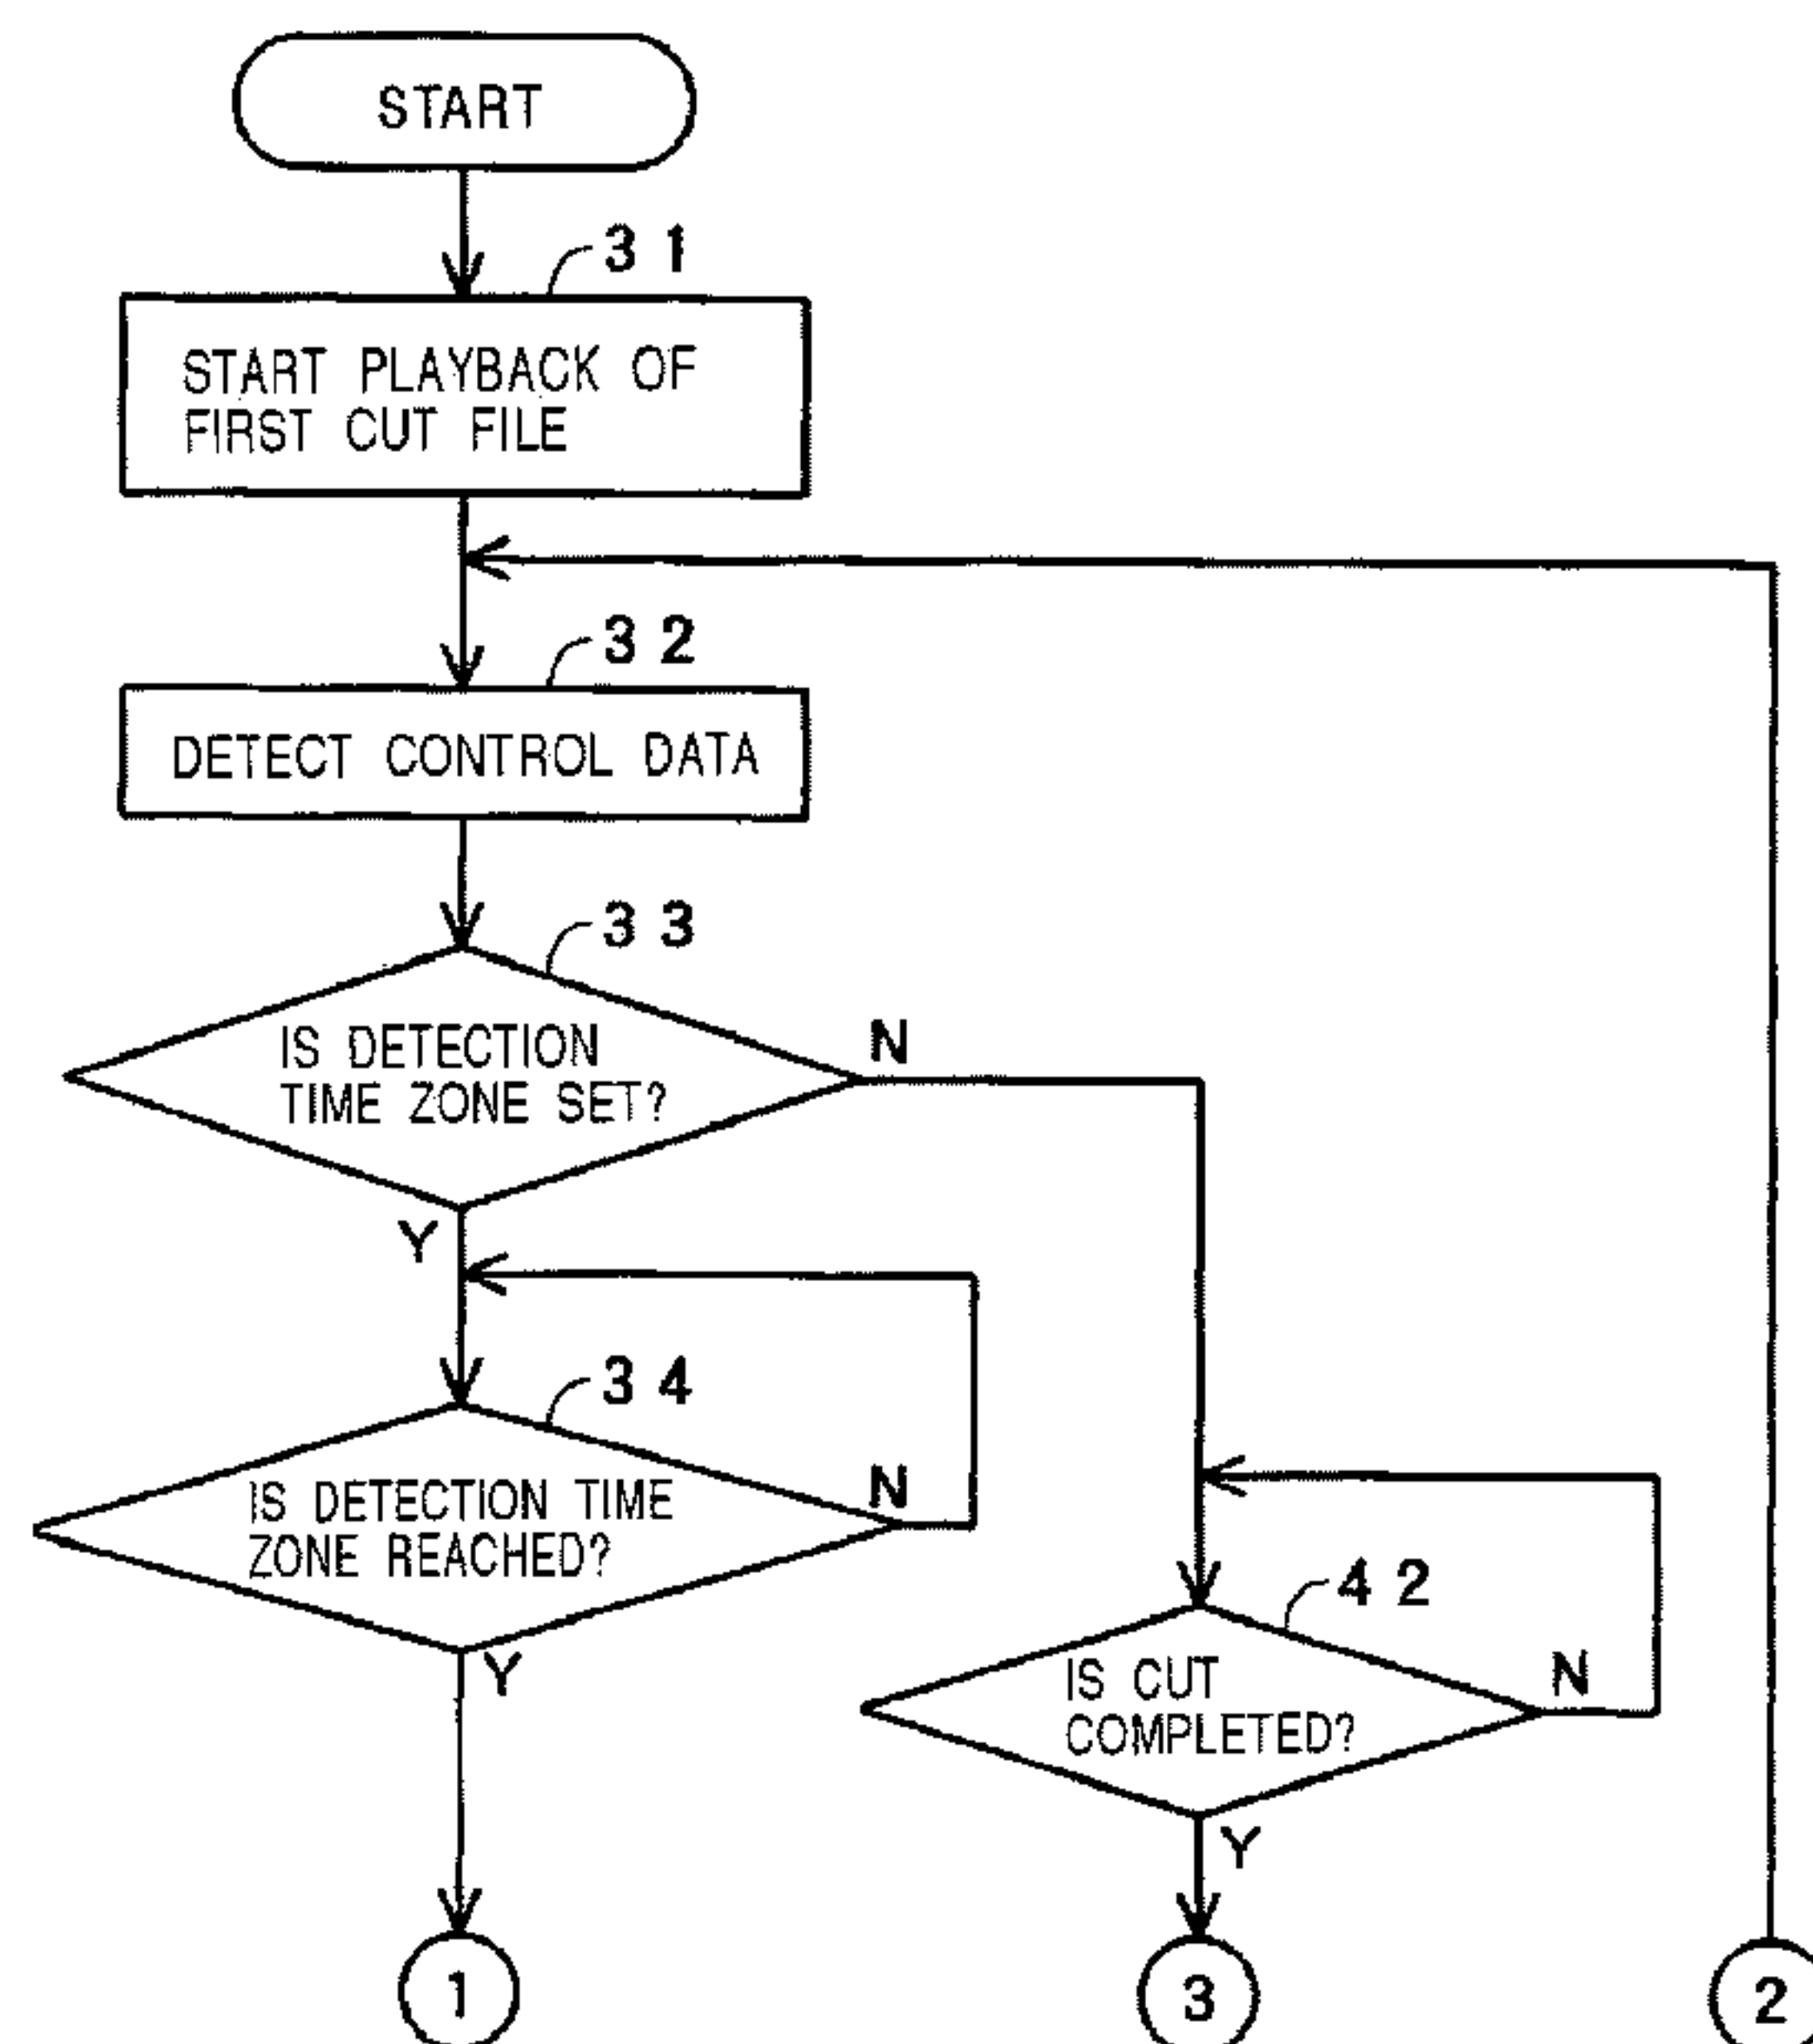 START
31
START PLAYBACK OF
FIRST CUT FILE
32
DETECT CONTROL DATA
33
IS DETECTION
TIME ZONE SET?
N
Y
34
IS DETECTION TIME
ZONE REACHED?
N
Y
42
IS CUT
COMPLETED?
N
Y
1
3
2